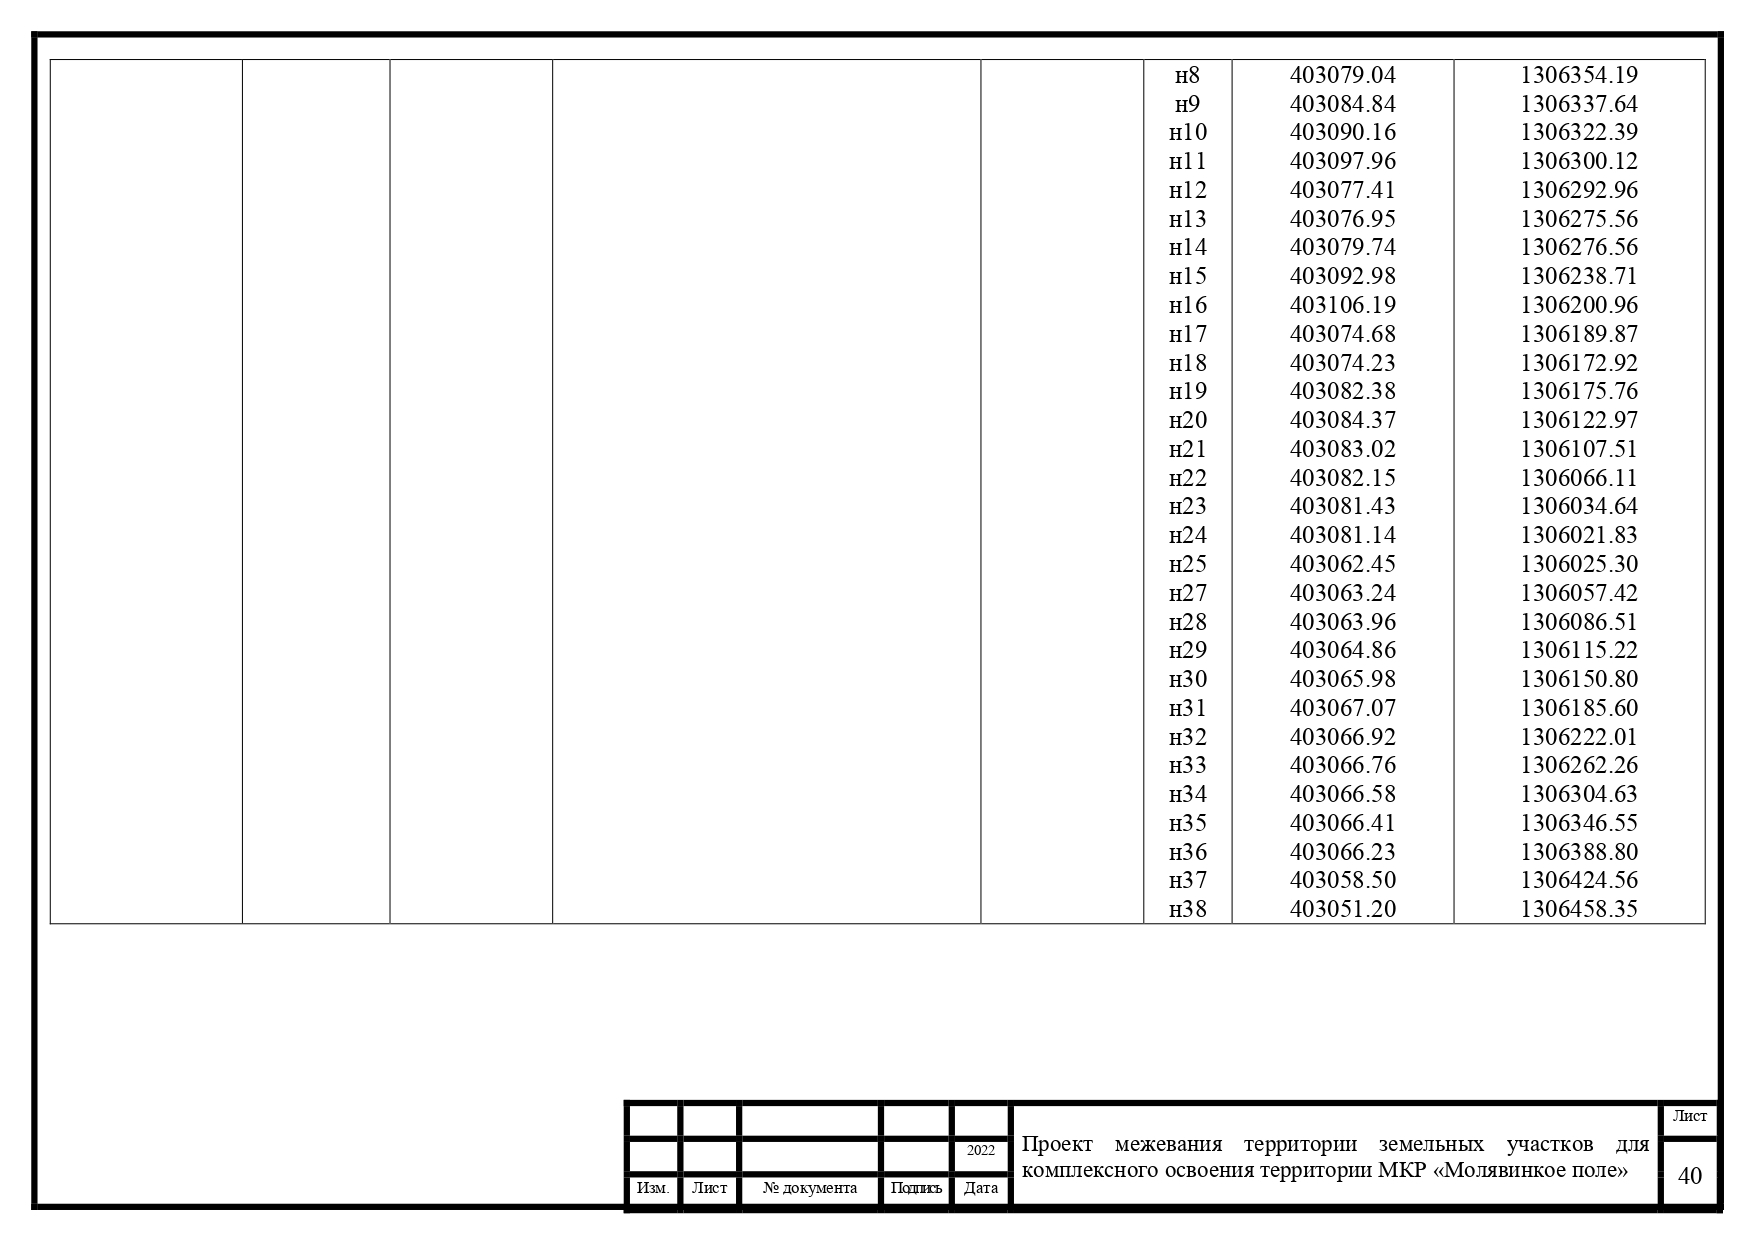 н8 403079.04 1306354.19
н9 403084.84 1306337.64
н10 403090.16 1306322.39
н11 403097.96 1306300.12
н12 403077.41 1306292.96
н13 403076.95 1306275.56
н14 403079.74 1306276.56
н15 403092.98 1306238.71
н16 403106.19 1306200.96
н17 403074.68 1306189.87
н18 403074.23 1306172.92
н19 403082.38 1306175.76
н20 403084.37 1306122.97
н21 403083.02 1306107.51
н22 403082.15 1306066.11
н23 403081.43 1306034.64
н24 403081.14 1306021.83
н25 403062.45 1306025.30
н27 403063.24 1306057.42
н28 403063.96 1306086.51
н29 403064.86 1306115.22
н30 403065.98 1306150.80
н31 403067.07 1306185.60
н32 403066.92 1306222.01
н33 403066.76 1306262.26
н34 403066.58 1306304.63
н35 403066.41 1306346.55
н36 403066.23 1306388.80
н37 403058.50 1306424.56
н38 403051.20 1306458.35
2022
Изм. Лист № документа Подпись Дата
Проект межевания территории земельных участков для
комплексного освоения территории МКР «Молявинкое поле»
Лист
40